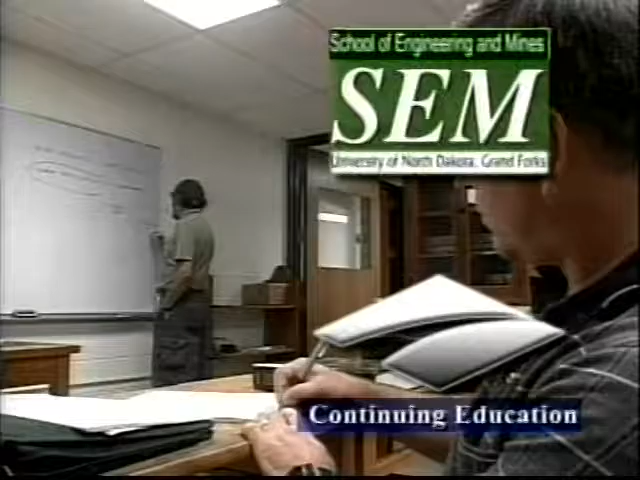 School of Engineering and Mines
SEM
University of North Dakota, Grand Forks
Continuing Education